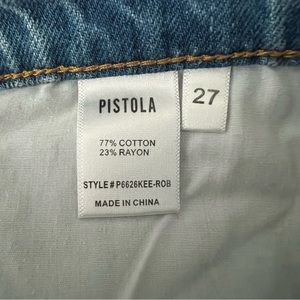 PISTOLA
27
77% COTTON
23% RAYON
STYLE # P6626KEE-ROB
MADE IN CHINA